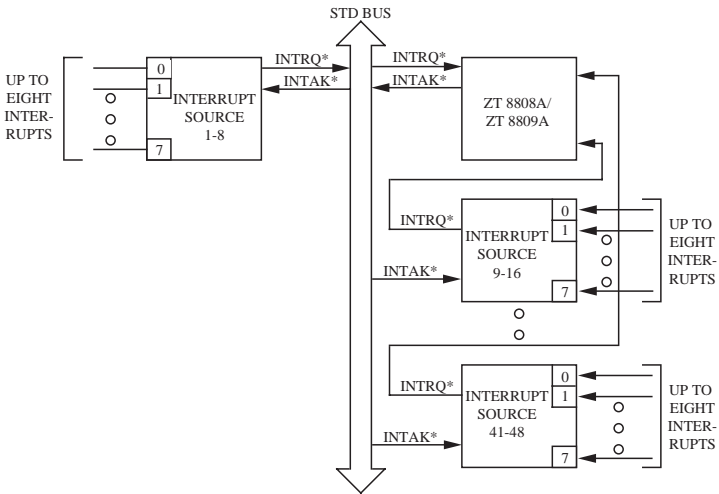 STD BUS
UP TO
EIGHT
INTER-
RUPTS
0
1
7
INTERRUPT
SOURCE
1-8
INTRQ*
INTAK*
INTRQ*
INTAK*
ZT 8808A/
ZT 8809A
INTRQ*
INTAK*
INTERRUPT
SOURCE
9-16
0
1
7
UP TO
EIGHT
INTER-
RUPTS
INTRQ*
INTAK*
INTERRUPT
SOURCE
41-48
0
1
7
UP TO
EIGHT
INTER-
RUPTS